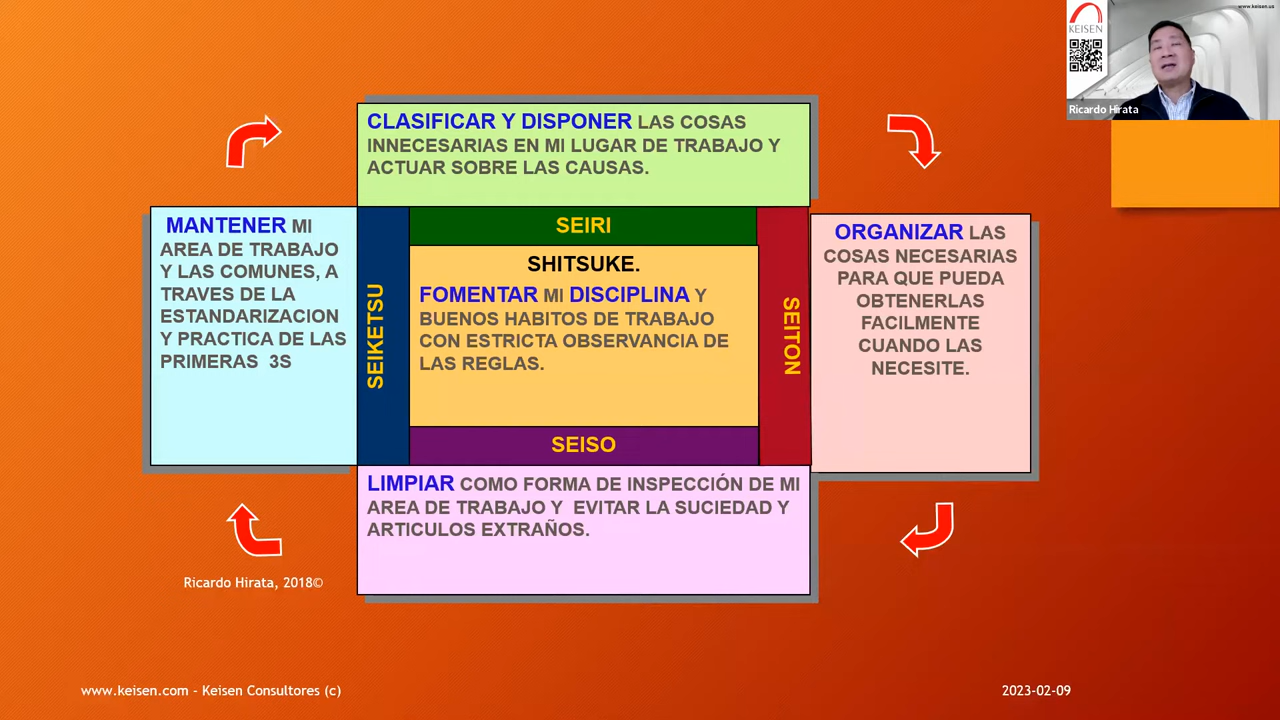 www.keisen.us
KEISEN
Ricardo Hirata
CLASIFICAR Y DISPONER LAS COSAS
INNECESARIAS EN MI LUGAR DE TRABAJO Y
ACTUAR SOBRE LAS CAUSAS.
MANTENER MI
AREA DE TRABAJO
Y LAS COMUNES, A
TRAVES DE LA
ESTANDARIZACION
Y PRACTICA DE LAS
PRIMERAS 3S
SEIKETSU
SEIRI
SHITSUKE.
FOMENTAR MI DISCIPLINA Y
BUENOS HABITOS DE TRABAJO
CON ESTRICTA OBSERVANCIA DE
LAS REGLAS.
SEITON
ORGANIZAR LAS
COSAS NECESARIAS
PARA QUE PUEDA
OBTENERLAS
FACILMENTE
CUANDO LAS
NECESITE.
SEISO
LIMPIAR COMO FORMA DE INSPECCIÓN DE MI
AREA DE TRABAJO Y EVITAR LA SUCIEDAD Y
ARTICULOS EXTRAÑOS.
Ricardo Hirata, 2018©
www.keisen.com - Keisen Consultores (c)
2023-02-09